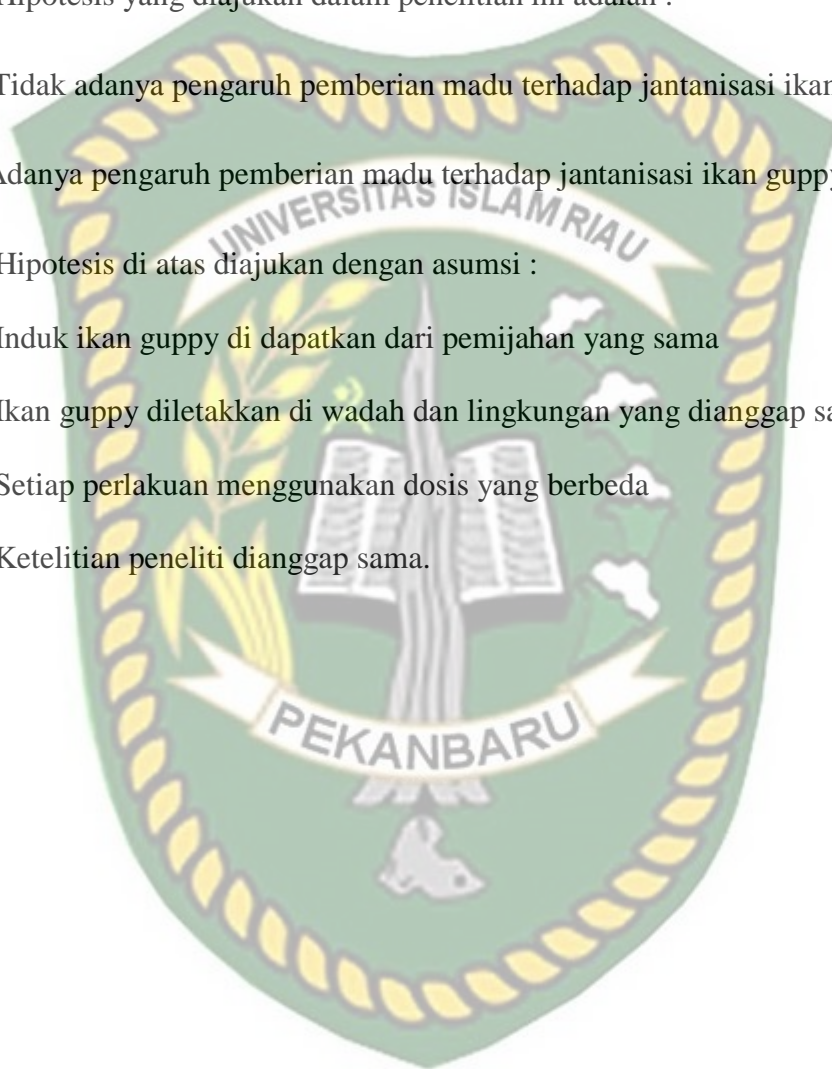 Hipotesis yang diajukan dalam penelitian ini adalah :
Tidak adanya pengaruh pemberian madu terhadap jantanisasi ikan
Adanya pengaruh pemberian madu terhadap jantanisasi ikan guppy
UNIVERSITAS ISLAM RIAU
Hipotesis di atas diajukan dengan asumsi :
Induk ikan guppy di dapatkan dari pemijahan yang sama
Ikan guppy diletakkan di wadah dan lingkungan yang dianggap sa
Setiap perlakuan menggunakan dosis yang berbeda
Ketelitian peneliti dianggap sama.
PEKANBARU